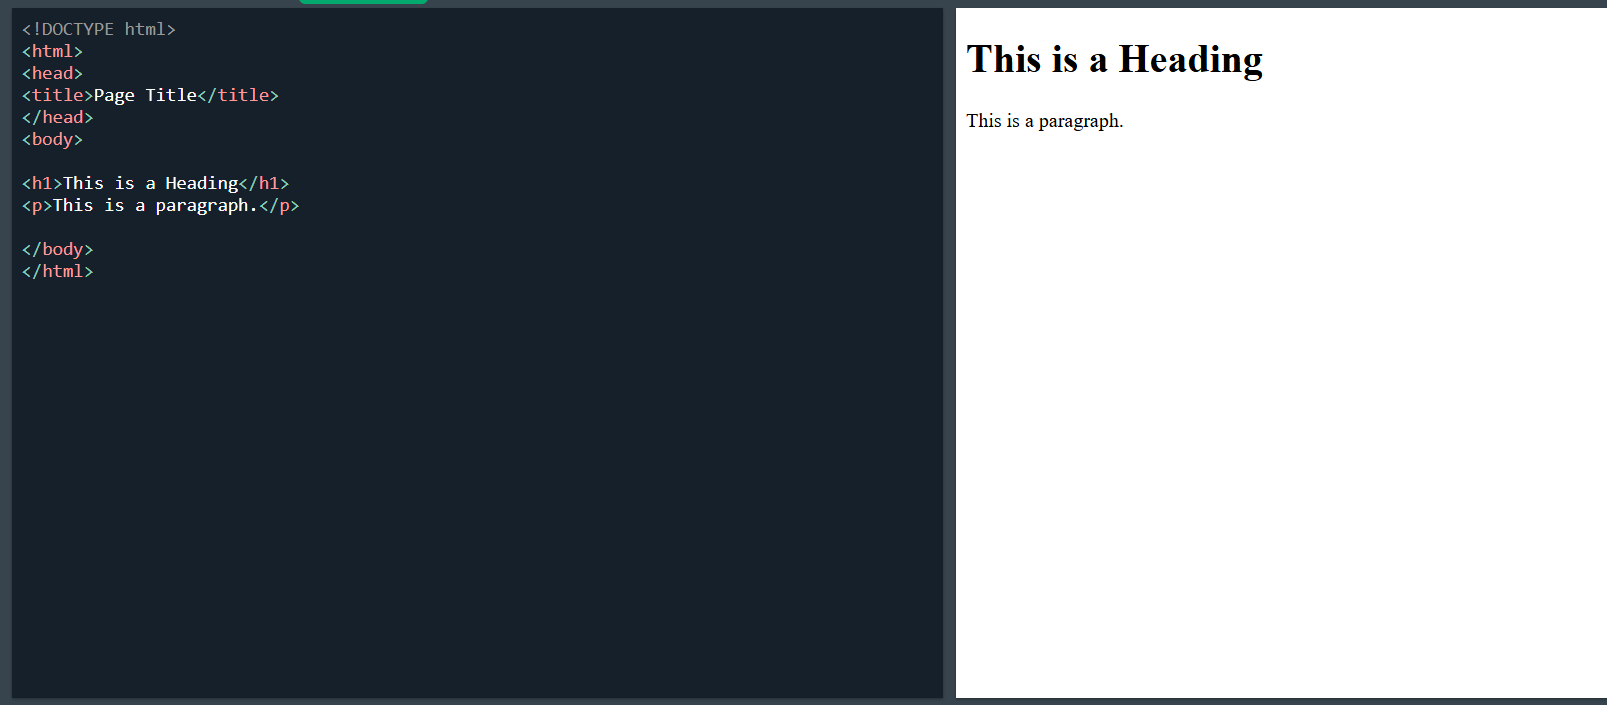 <!DOCTYPE html>
<html>
<head>
<title>Page Title</title>
</head>
<body>
<h1>This is a Heading</h1>
<p>This is a paragraph.</p>
</body>
</html>
This is a Heading
This is a paragraph.